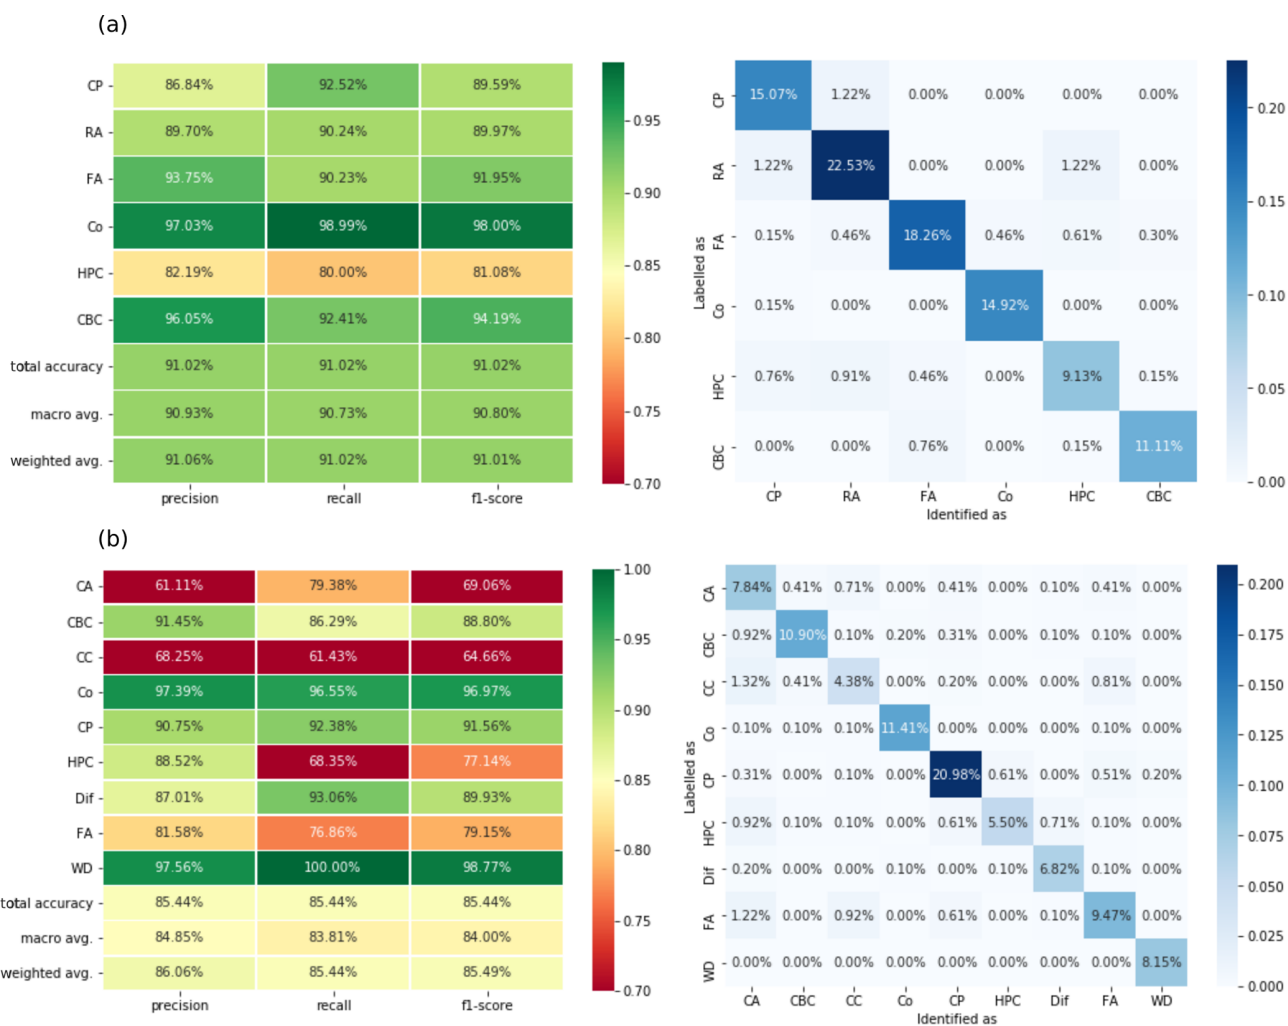 (a)
CP 86.84% 92.52% 89.59%
RA 89.70% 90.24% 89.97%
FA 93.75% 90.23% 91.95%
Co 97.03% 98.99% 98.00%
HPC 82.19% 80.00% 81.08%
CBC 96.05% 92.41% 94.19%
total accuracy 91.02% 91.02% 91.02%
macro avg. 90.93% 90.73% 90.80%
weighted avg. 91.06% 91.02% 91.01%
precision recall f1-score
0.95
0.90
0.85
0.80
0.75
0.70
Labelled as
CP 15.07% 1.22% 0.00% 0.00% 0.00% 0.00%
RA 1.22% 22.53% 0.00% 0.00% 1.22% 0.00%
FA 0.15% 0.46% 18.26% 0.46% 0.61% 0.30%
Co 0.15% 0.00% 0.00% 14.92% 0.00% 0.00%
HPC 0.76% 0.91% 0.46% 0.00% 9.13% 0.15%
CBC 0.00% 0.00% 0.76% 0.00% 0.15% 11.11%
CP RA FA Co HPC CBC
Identified as
0.20
0.15
0.10
0.05
0.00
(b)
CA 61.11% 79.38% 69.06%
CBC 91.45% 86.29% 88.80%
CC 68.25% 61.43% 64.66%
Co 97.39% 96.55% 96.97%
CP 90.75% 92.38% 91.56%
HPC 88.52% 68.35% 77.14%
Dif 87.01% 93.06% 89.93%
FA 81.58% 76.86% 79.15%
WD 97.56% 100.00% 98.77%
total accuracy 85.44% 85.44% 85.44%
macro avg. 84.85% 83.81% 84.00%
weighted avg. 86.06% 85.44% 85.49%
precision recall f1-score
1.00
0.95
0.90
0.85
0.80
0.75
0.70
Labelled as
CA 7.84% 0.41% 0.71% 0.00% 0.41% 0.00% 0.10% 0.41% 0.00%
CBC 0.92% 10.90% 0.10% 0.20% 0.31% 0.00% 0.10% 0.10% 0.00%
CC 1.32% 0.41% 4.38% 0.00% 0.20% 0.00% 0.00% 0.81% 0.00%
Co 0.10% 0.10% 0.10% 11.41% 0.00% 0.00% 0.00% 0.10% 0.00%
CP 0.31% 0.00% 0.10% 0.00% 20.98% 0.61% 0.00% 0.51% 0.20%
HPC 0.92% 0.10% 0.10% 0.00% 0.61% 5.50% 0.71% 0.10% 0.00%
Dif 0.20% 0.00% 0.00% 0.10% 0.00% 0.10% 6.82% 0.10% 0.00%
FA 1.22% 0.00% 0.92% 0.00% 0.61% 0.00% 0.10% 9.47% 0.00%
WD 0.00% 0.00% 0.00% 0.00% 0.00% 0.00% 0.00% 0.00% 8.15%
CA CBC CC Co CP HPC Dif FA WD
Identified as
0.200
0.175
0.150
0.125
0.100
0.075
0.050
0.025
0.000